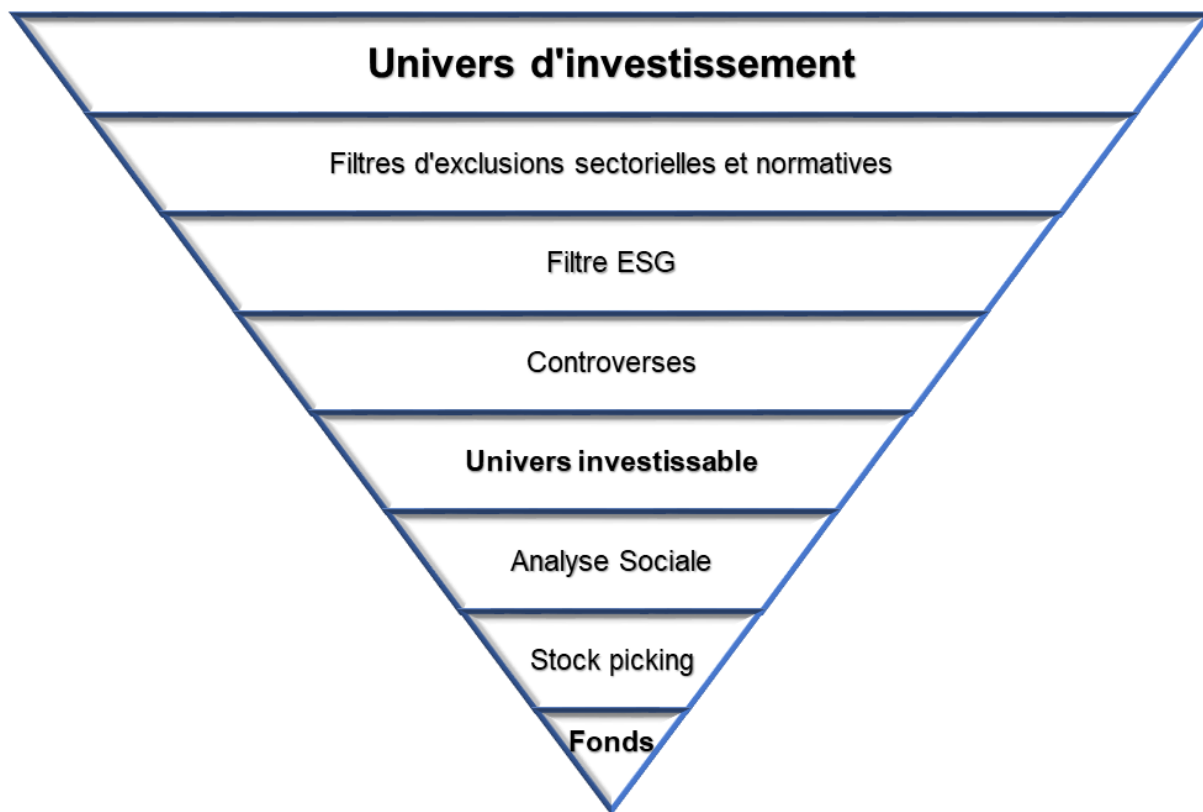 Univers d'investissement
Filtres d'exclusions sectorielles et normatives
Filtre ESG
Controverses
Univers investissable
Analyse Sociale
Stock picking
Fonds